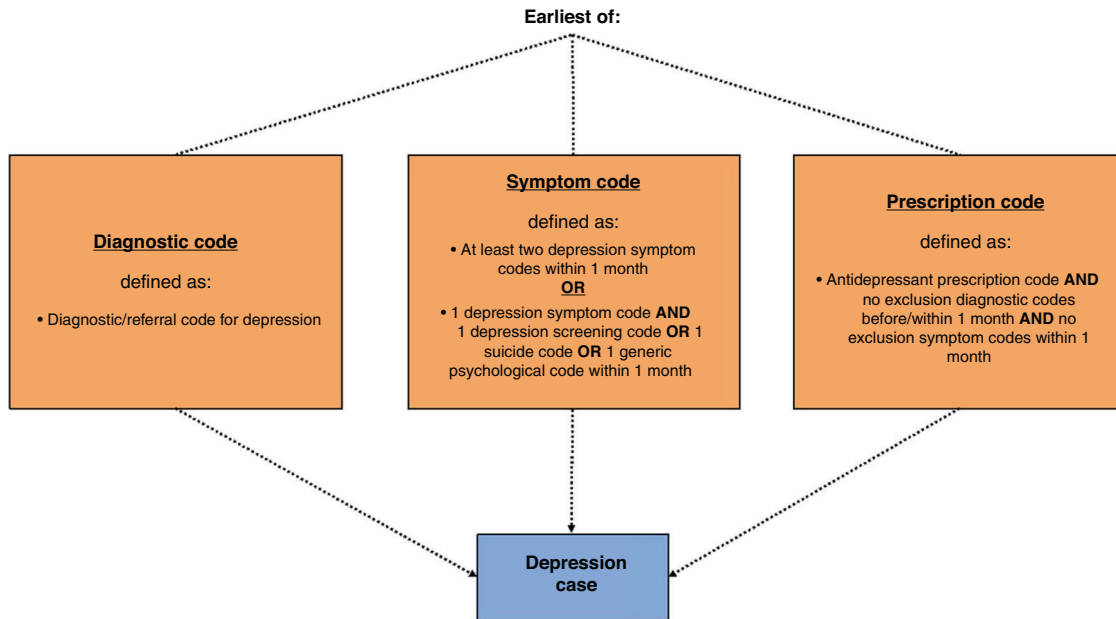 Earliest of:
Diagnostic code
defined as:
• Diagnostic/referral code for depression
Symptom code
defined as:
• At least two depression symptom
codes within 1 month
OR
• 1 depression symptom code AND
1 depression screening code OR 1
suicide code OR 1 generic
psychological code within 1 month
Prescription code
defined as:
• Antidepressant prescription code AND
no exclusion diagnostic codes
before/within 1 month AND no
exclusion symptom codes within 1
month
Depression
case